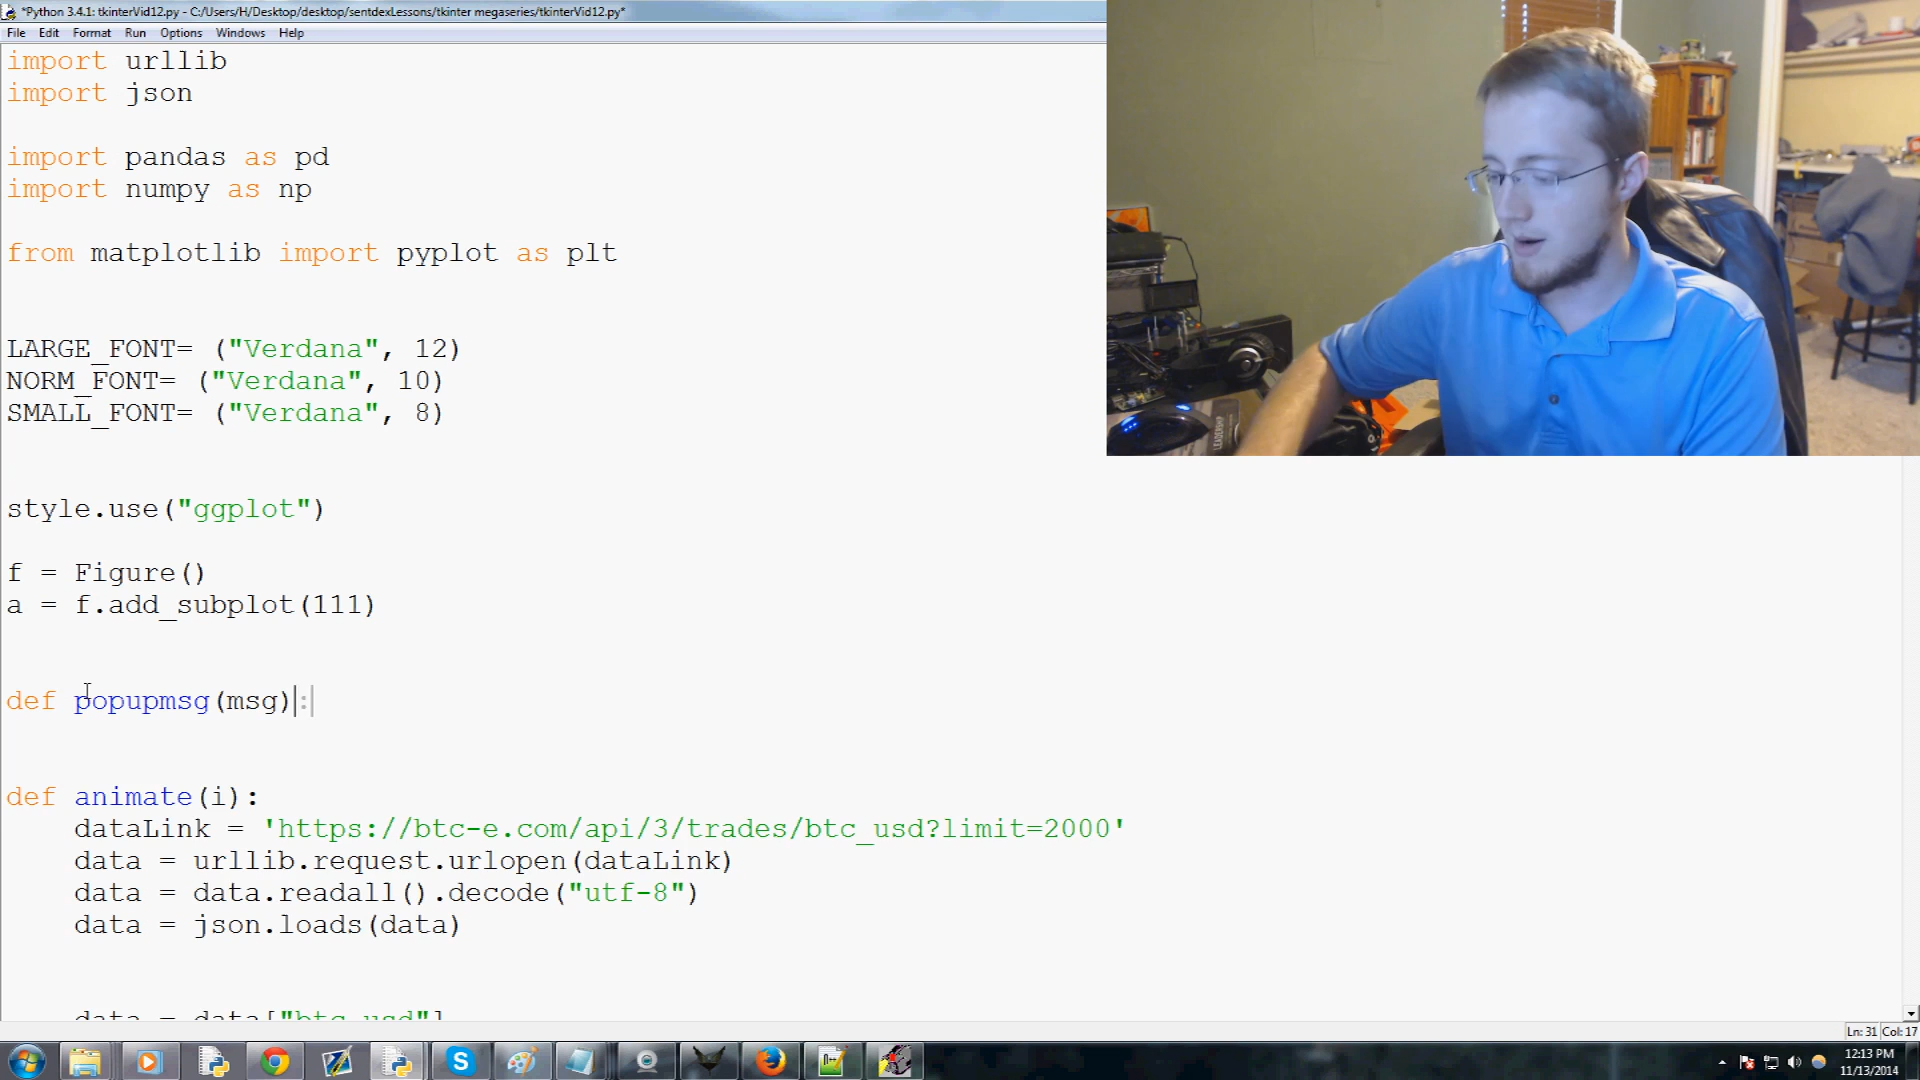 *Python 3.4.1: tkinterVid12.py - C:/Users/H/Desktop/desktop/sentdexLessons/tkinter megaseries/tkinterVid12.py*
File Edit Format Run Options Windows Help
import urllib
import json
import pandas as pd
import numpy as np
from matplotlib import pyplot as plt
LARGE_FONT= ("Verdana", 12)
NORM_FONT= ("Verdana", 10)
SMALL_FONT= ("Verdana", 8)
style.use("ggplot")
f = Figure()
a = f.add_subplot(111)
def popupmsg(msg):
def animate(i):
dataLink = 'https://btc-e.com/api/3/trades/btc_usd?limit=2000'
data = urllib.request.urlopen(dataLink)
data = data.readall().decode("utf-8")
data = json.loads(data)
data = data["btc_usd"]
Ln: 31 Col: 17
12:13 PM
11/13/2014
LEADERSHIP